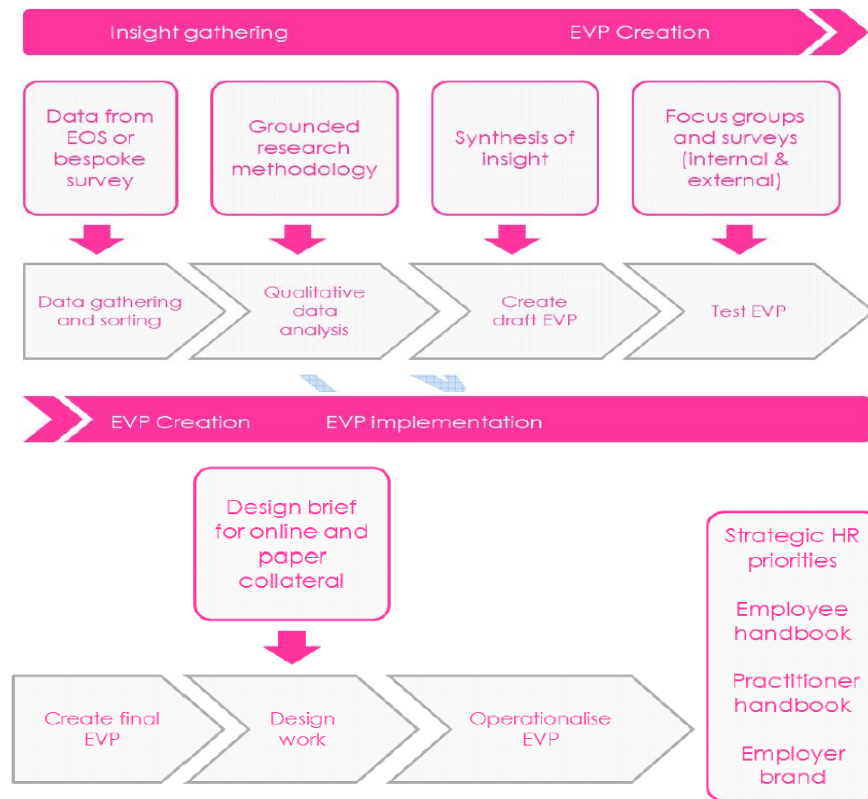 Insight gathering
EVP Creation
Data from
EOS or
bespoke
survey
Grounded
research
methodology
Synthesis of
insight
Focus groups
and surveys
(internal &
external)
Data gathering
and sorting
Qualitative
data
analysis
Create
draft EVP
Test EVP
EVP Creation
EVP implementation
Design brief
for online and
paper
collateral
Strategic HR
priorities
Employee
handbook
Practitioner
handbook
Employer
brand
Create final
EVP
Design
work
Operationalise
EVP